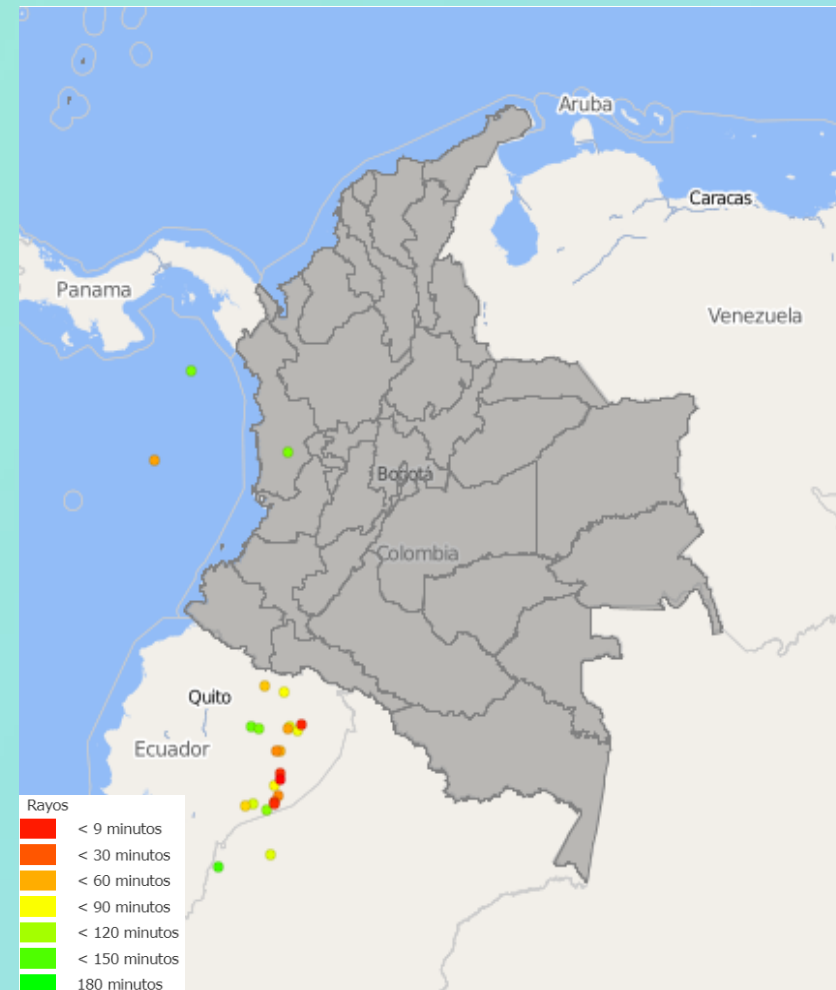 Aruba
Caracas
Panama
Venezuela
Bogotá
Colombia
Quito
Ecuador
Rayos
< 9 minutos
< 30 minutos
< 60 minutos
< 90 minutos
< 120 minutos
< 150 minutos
180 minutos